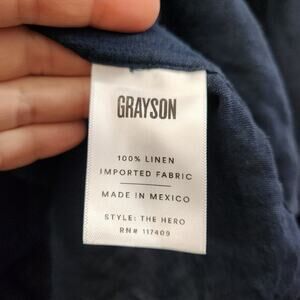 GRAYSON
100% LINEN
IMPORTED FABRIC
MADE IN MEXICO
STYLE: THE HERO
RN# 117409